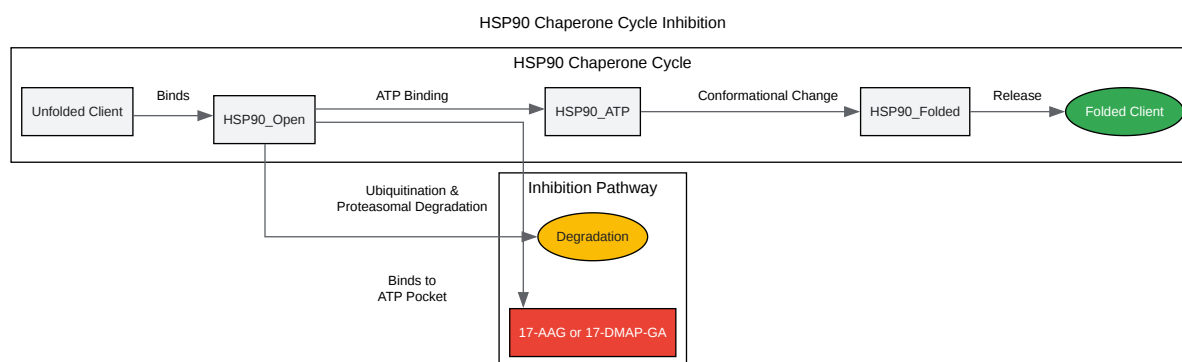 HSP90 Chaperone Cycle Inhibition
HSP90 Chaperone Cycle
Unfolded Client
Binds
HSP90_Open
ATP Binding
HSP90_ATP
Conformational Change
HSP90_Folded
Release
Folded Client
Inhibition Pathway
Ubiquitination &
Proteasomal Degradation
Degradation
Binds to
ATP Pocket
17-AAG or 17-DMAP-GA